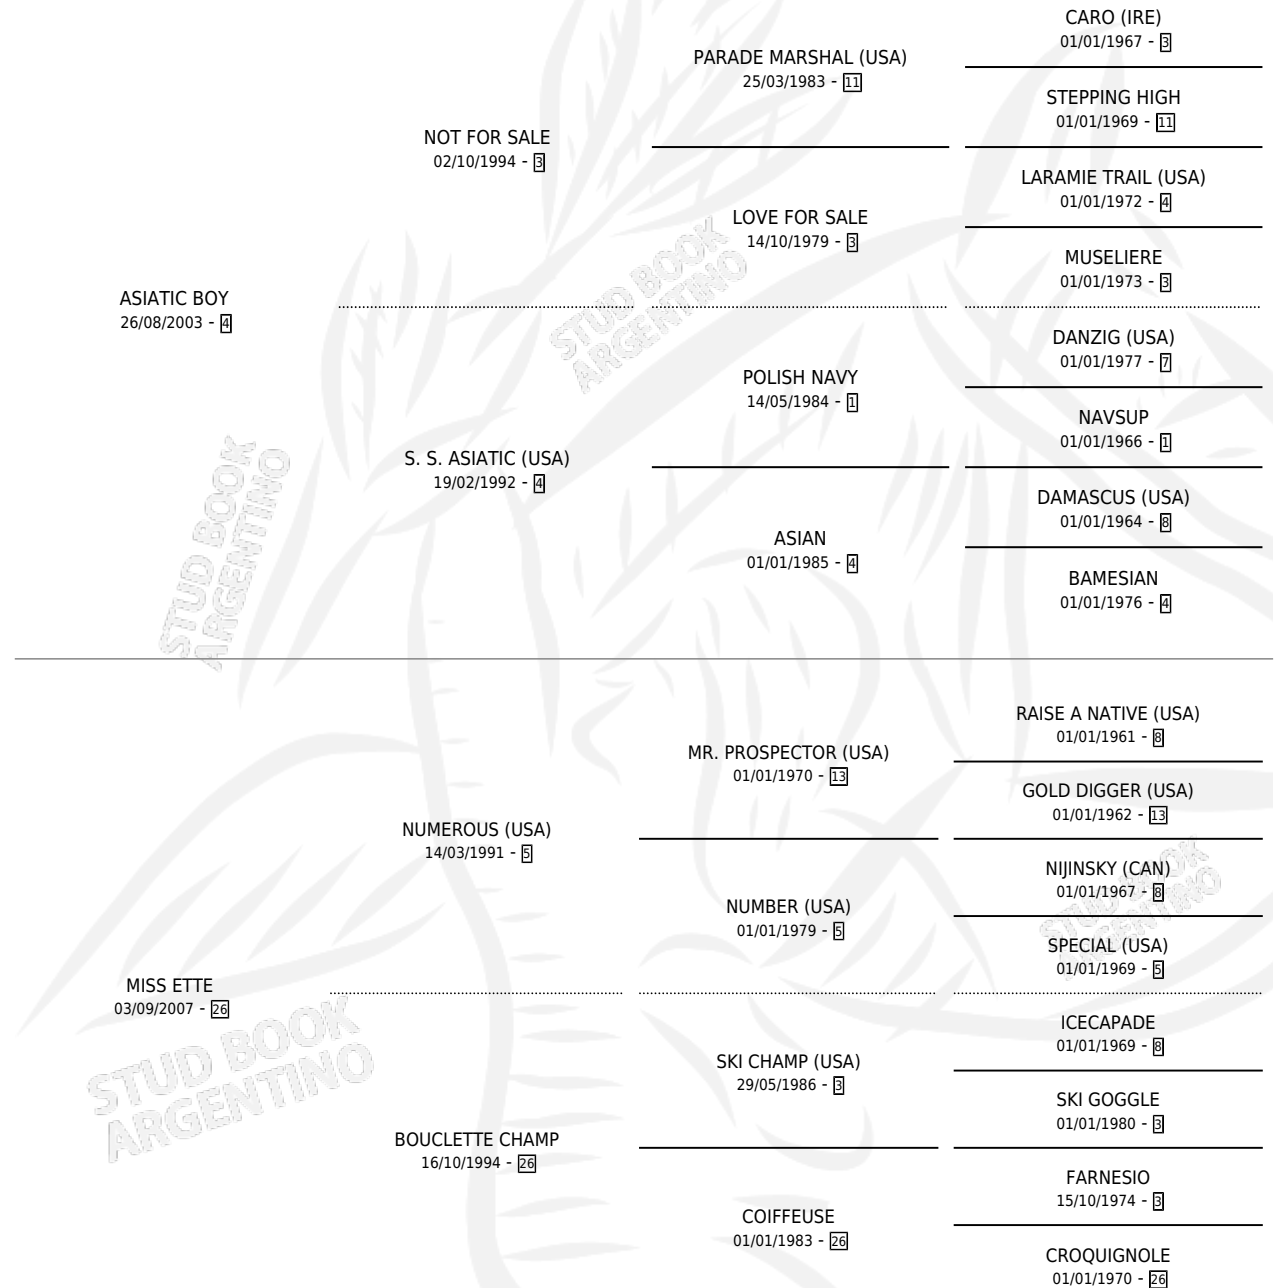 CARO (IRE)
01/01/1967 - 3
PARADE MARSHAL (USA)
25/03/1983 - 11
STEPPING HIGH
01/01/1969 - 11
NOT FOR SALE
02/10/1994 - 3
LARAMIE TRAIL (USA)
01/01/1972 - 4
LOVE FOR SALE
14/10/1979 - 3
MUSELIERE
01/01/1973 - 3
ASIATIC BOY
26/08/2003 - 4
DANZIG (USA)
01/01/1977 - 7
POLISH NAVY
14/05/1984 - 1
NAVSUP
01/01/1966 - 1
S. S. ASIATIC (USA)
19/02/1992 - 4
DAMASCUS (USA)
01/01/1964 - 8
ASIAN
01/01/1985 - 4
BAMESIAN
01/01/1976 - 4
RAISE A NATIVE (USA)
01/01/1961 - 8
MR. PROSPECTOR (USA)
01/01/1970 - 13
GOLD DIGGER (USA)
01/01/1962 - 13
NUMEROUS (USA)
14/03/1991 - 5
NIJINSKY (CAN)
01/01/1967 - 8
NUMBER (USA)
01/01/1979 - 5
SPECIAL (USA)
01/01/1969 - 5
MISS ETTE
03/09/2007 - 26
ICECAPADE
01/01/1969 - 8
SKI CHAMP (USA)
29/05/1986 - 3
SKI GOGGLE
01/01/1980 - 3
BOUCLETTE CHAMP
16/10/1994 - 26
FARNESIO
15/10/1974 - 3
COIFFEUSE
01/01/1983 - 26
CROQUIGNOLE
01/01/1970 - 26
STUD BOOK
ARGENTINO
STUD BOOK
ARGENTINO
STUD BOOK
ARGENTINO
STUD BOOK
ARGENTINO